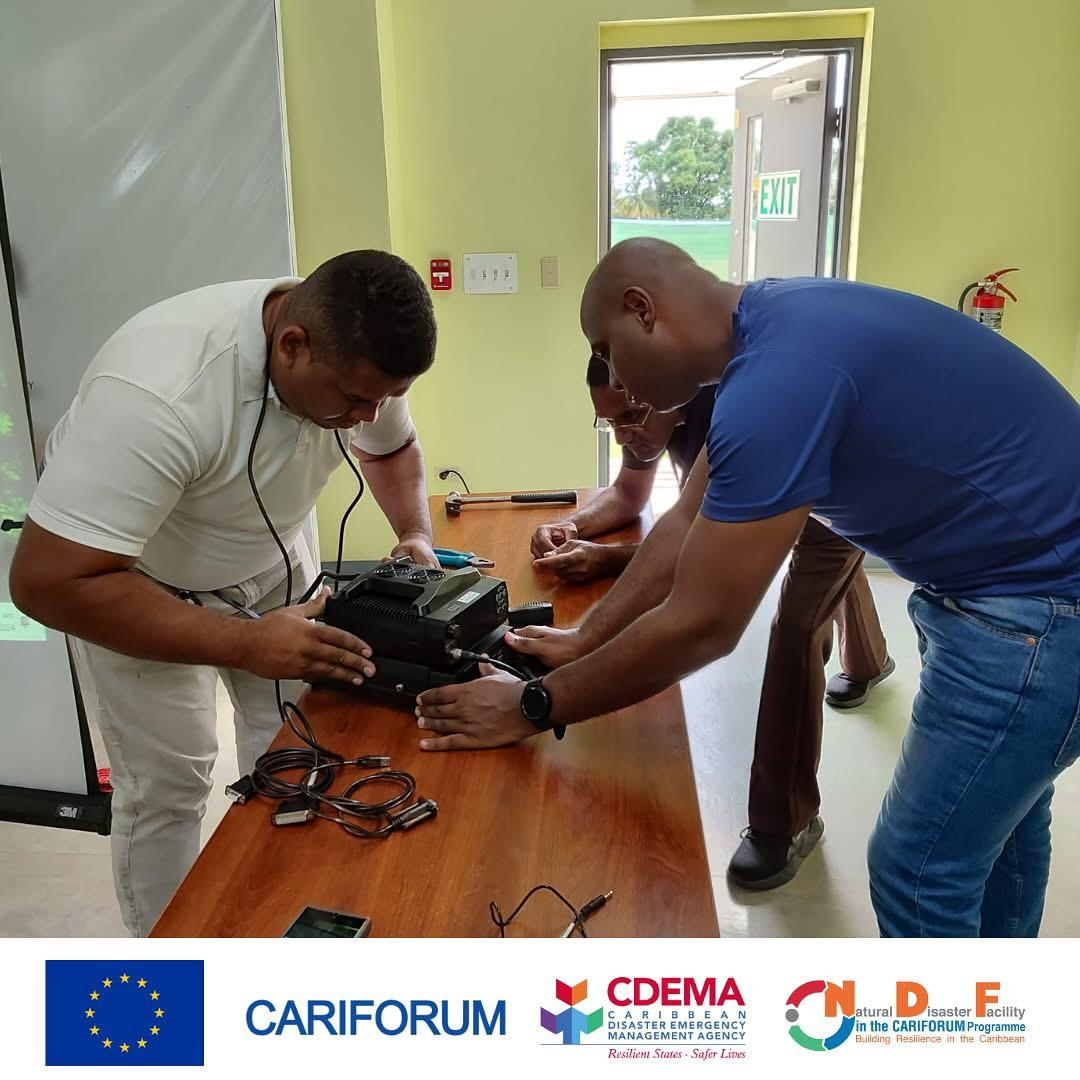 EXIT
3M
CARIFORUM
CDEMA
CARIBBEAN
DISASTER EMERGENCY
MANAGEMENT AGENCY
Resilient States · Safer Lives
Natural Disaster Facility
in the CARIFORUM Programme
Building Resilience in the Caribbean